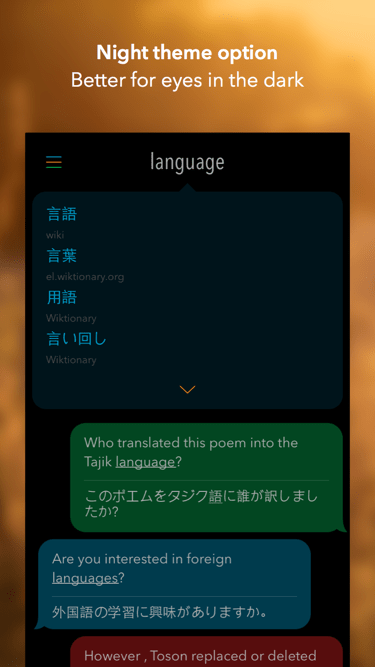 Night theme option
Better for eyes in the dark
language
言語
wiki
言葉
el.wiktionary.org
用語
Wiktionary
言い回し
Wiktionary
Who translated this poem into the
Tajik language?
このポエムをタジク語に誰が訳しまし
たか?
Are you interested in foreign
languages?
外国語の学習に興味がありますか。
However , Toson replaced or deleted